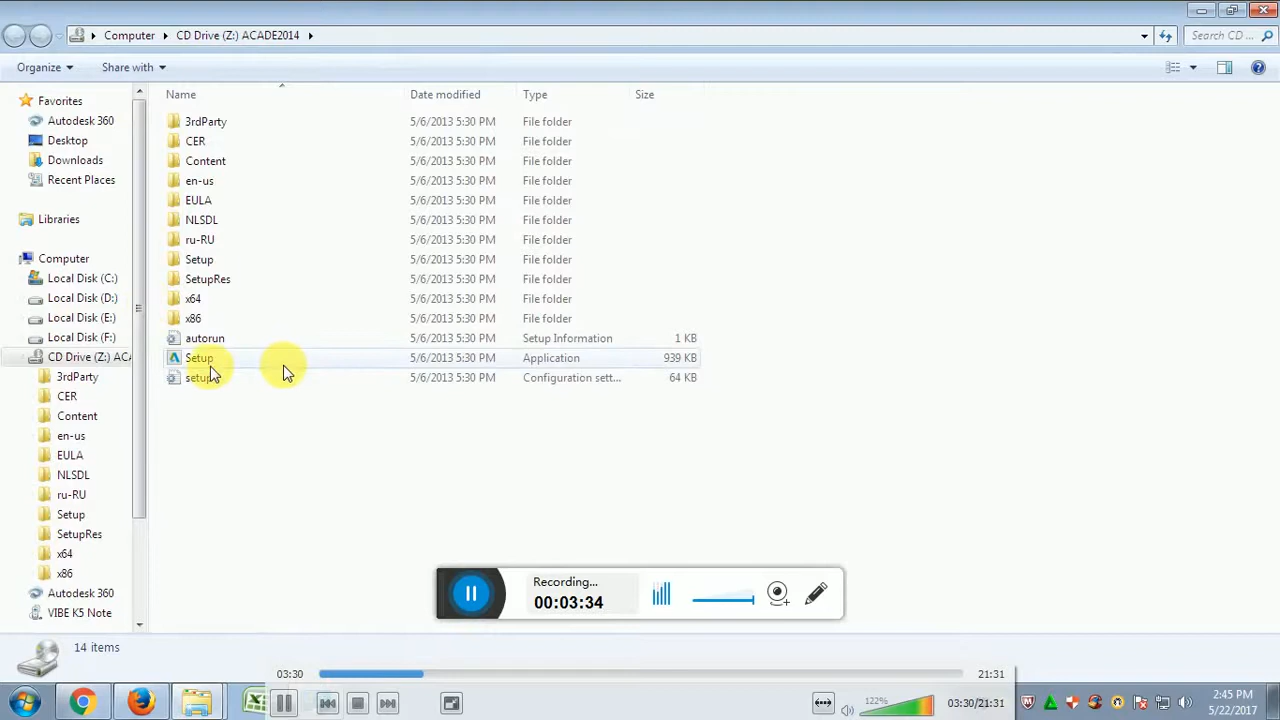 Computer CD Drive (Z:) ACADE2014 Search CD ...
Organize Share with
Name Date modified Type Size
Favorites
Autodesk 360
Desktop
Downloads
Recent Places
Libraries
Computer
Local Disk (C:)
Local Disk (D:)
Local Disk (E:)
Local Disk (F:)
CD Drive (Z:) ACA
3rdParty
CER
Content
en-us
EULA
NLSDL
ru-RU
Setup
SetupRes
x64
x86
Autodesk 360
VIBE K5 Note
3rdParty 5/6/2013 5:30 PM File folder
CER 5/6/2013 5:30 PM File folder
Content 5/6/2013 5:30 PM File folder
en-us 5/6/2013 5:30 PM File folder
EULA 5/6/2013 5:30 PM File folder
NLSDL 5/6/2013 5:30 PM File folder
ru-RU 5/6/2013 5:30 PM File folder
Setup 5/6/2013 5:30 PM File folder
SetupRes 5/6/2013 5:30 PM File folder
x64 5/6/2013 5:30 PM File folder
x86 5/6/2013 5:30 PM File folder
autorun 5/6/2013 5:30 PM Setup Information 1 KB
Setup 5/6/2013 5:30 PM Application 939 KB
setup 5/6/2013 5:30 PM Configuration sett... 64 KB
Recording...
00:03:34
14 items
03:30 21:31
122% 03:30/21:31
2:45 PM
5/22/2017